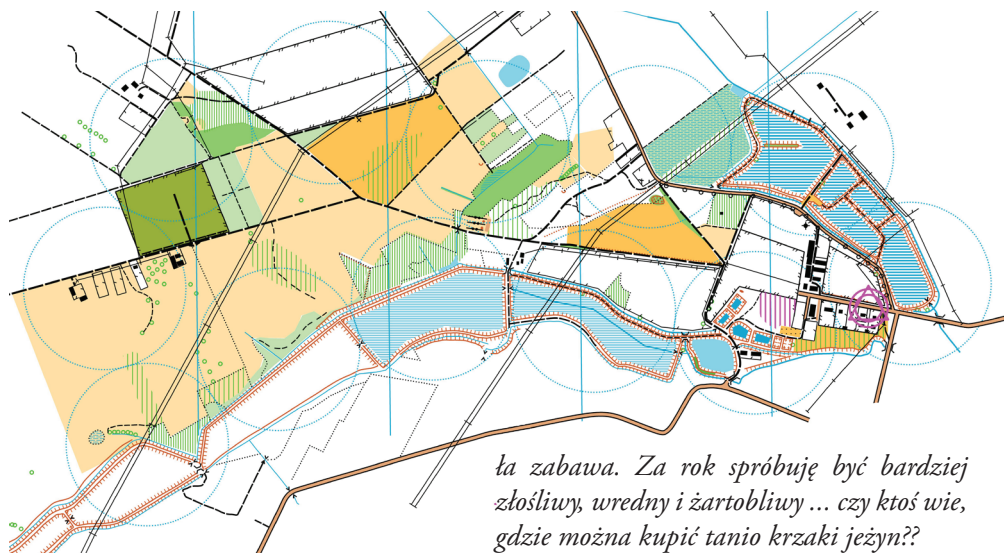 ła zabawa. Za rok spróbuję być bardziej
złośliwy, wredny i żartobliwy ... czy ktoś wie,
gdzie można kupić tanio krzaki jeżyn??